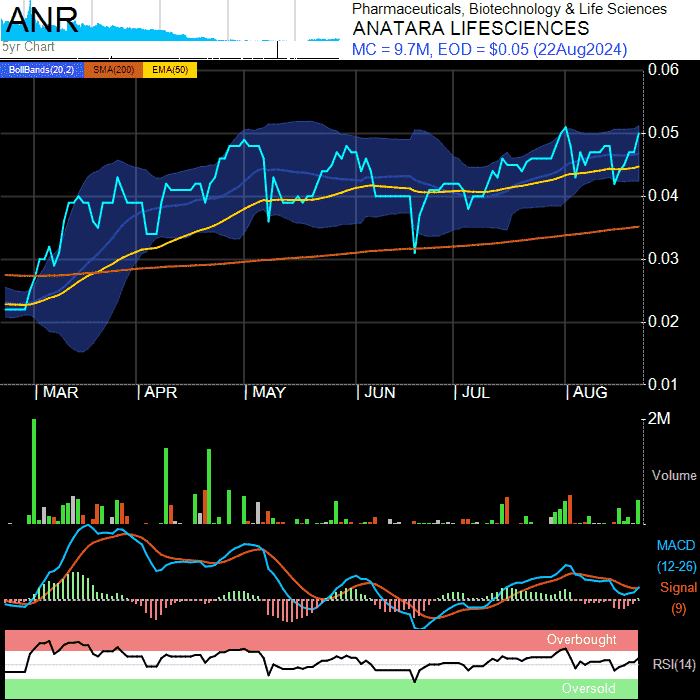 ANR
5yr Chart
Pharmaceuticals, Biotechnology & Life Sciences
ANATARA LIFESCIENCES
MC = 9.7M, EOD = $0.05 (22Aug2024)
BollBands(20,2) SMA(200) EMA(50)
0.06
0.05
0.04
0.03
0.02
0.01
| MAR | APR | MAY | JUN | JUL | AUG
2M
Volume
MACD
(12-26)
Signal
(9)
Overbought
RSI(14)
Oversold